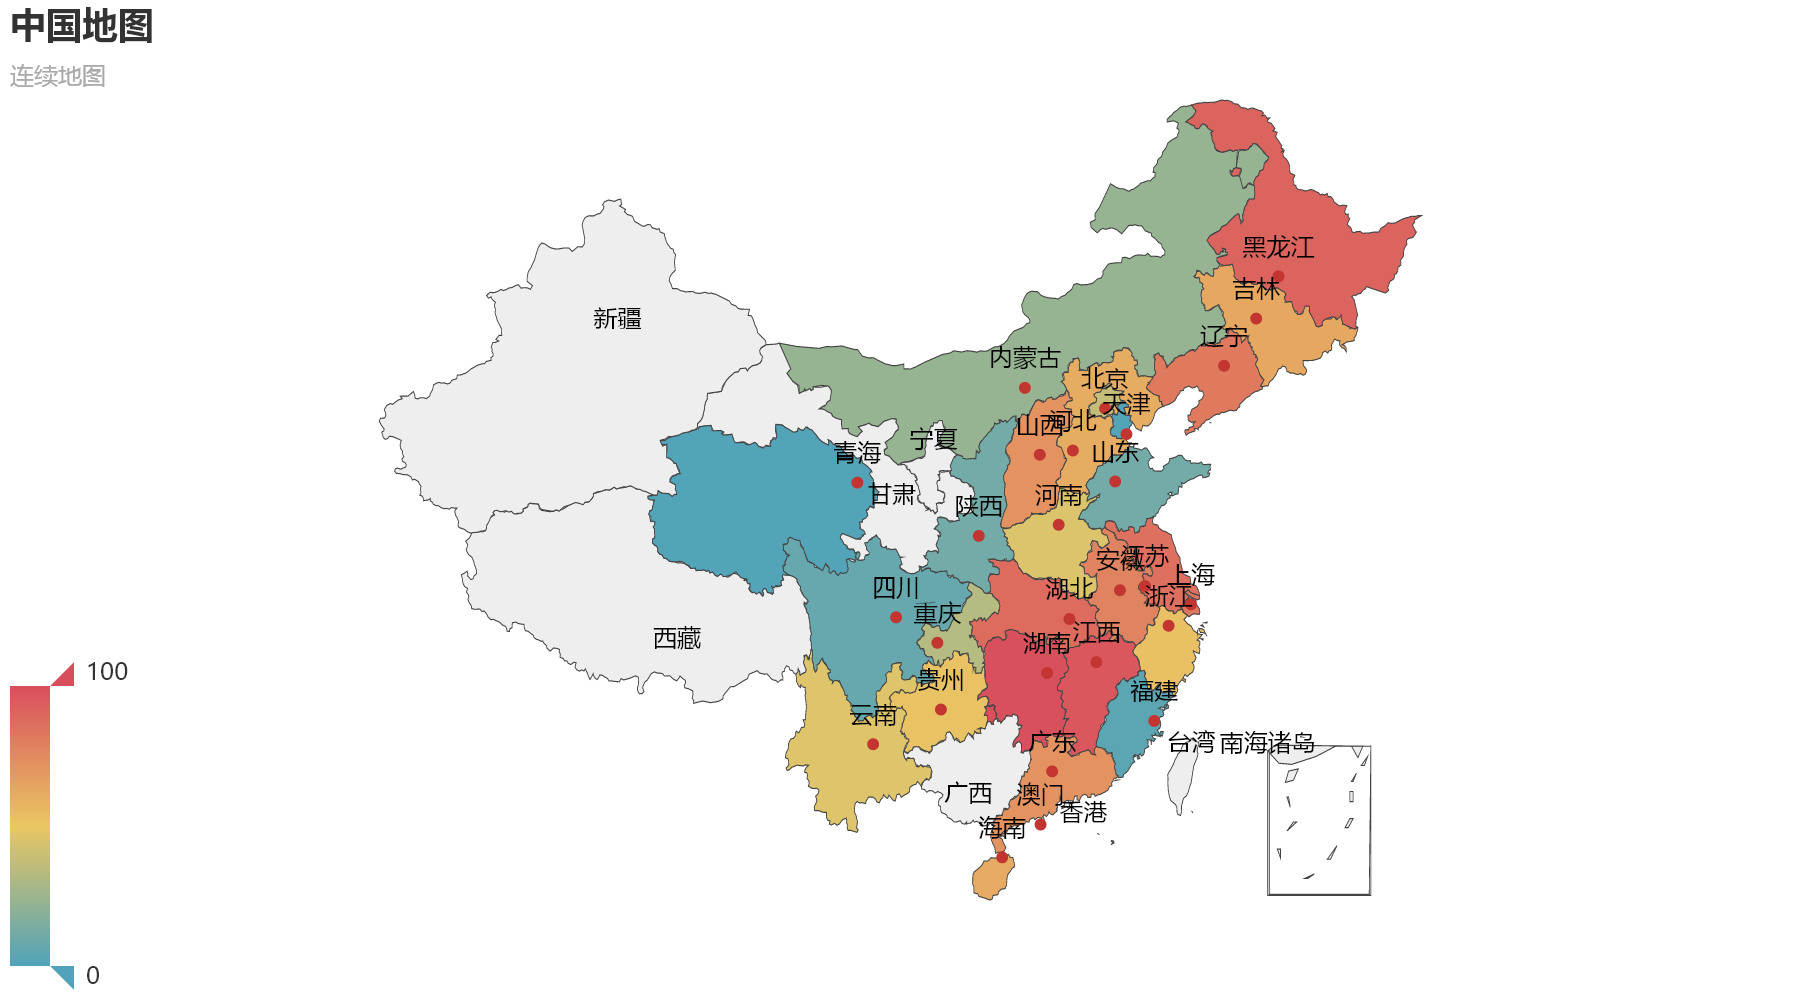 中国地图
连续地图
黑龙江
吉林
新疆
辽宁
内蒙古
北京
天津
河北
山西
宁夏
青海
山东
甘肃
河南
陕西
江苏
安徽
上海
四川
湖北
浙江
重庆
江西
西藏
湖南
100
贵州
福建
云南
广东
台湾
南海诸岛
广西
澳门
香港
海南
0